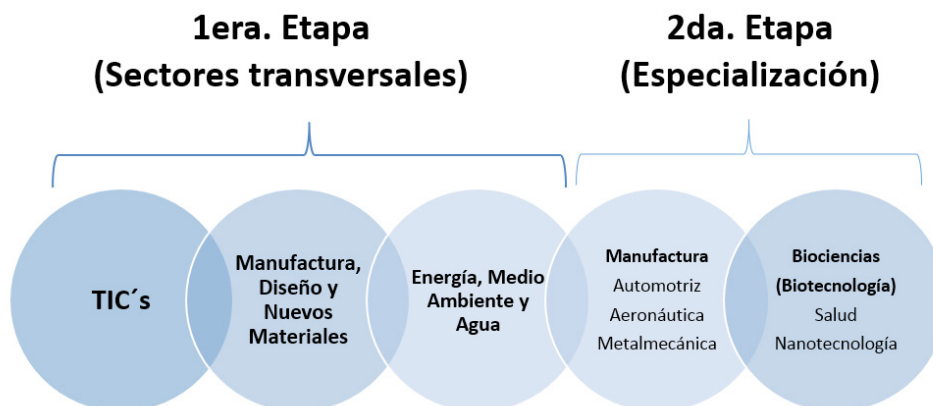 1era. Etapa
(Sectores transversales)
2da. Etapa
(Especialización)
TIC´s
Manufactura,
Diseño y
Nuevos
Materiales
Energía, Medio
Ambiente y
Agua
Manufactura
Automotriz
Aeronáutica
Metalmecánica
Biociencias
(Biotecnología)
Salud
Nanotecnología